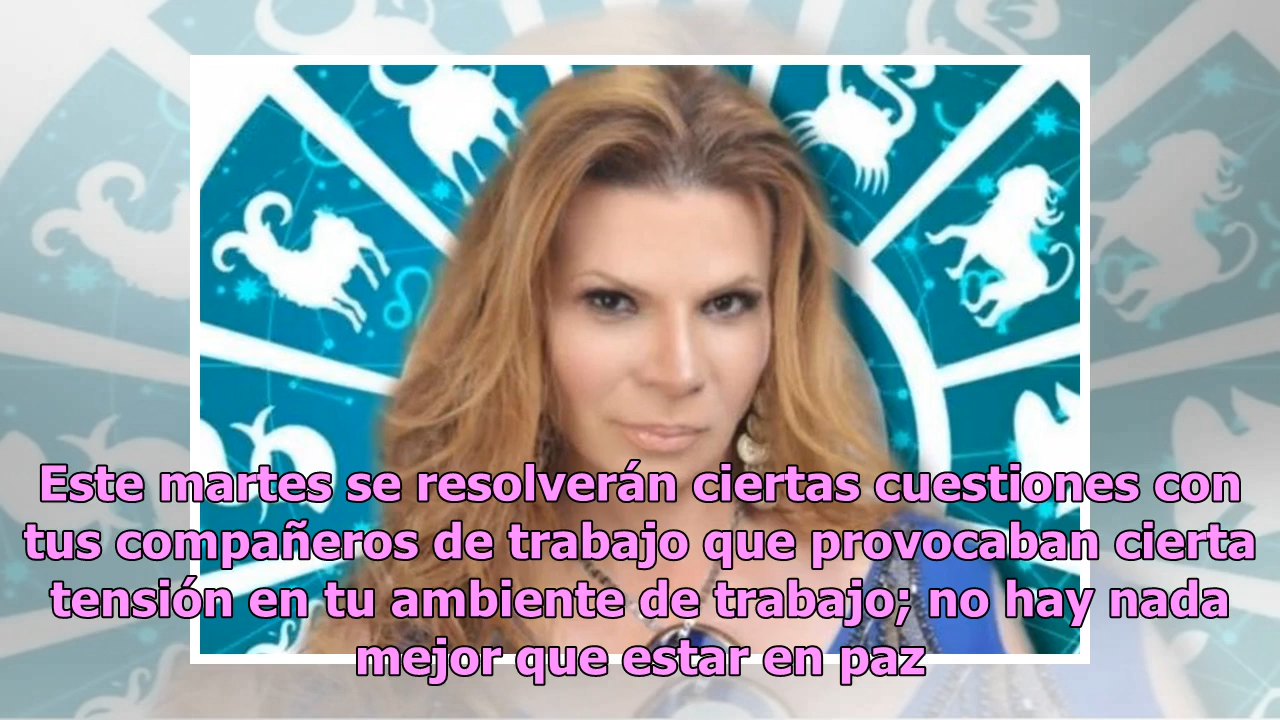 Este martes se resolverán ciertas cuestiones con
tus compañeros de trabajo que provocaban cierta
tensión en tu ambiente de trabajo; no hay nada
mejor que estar en paz